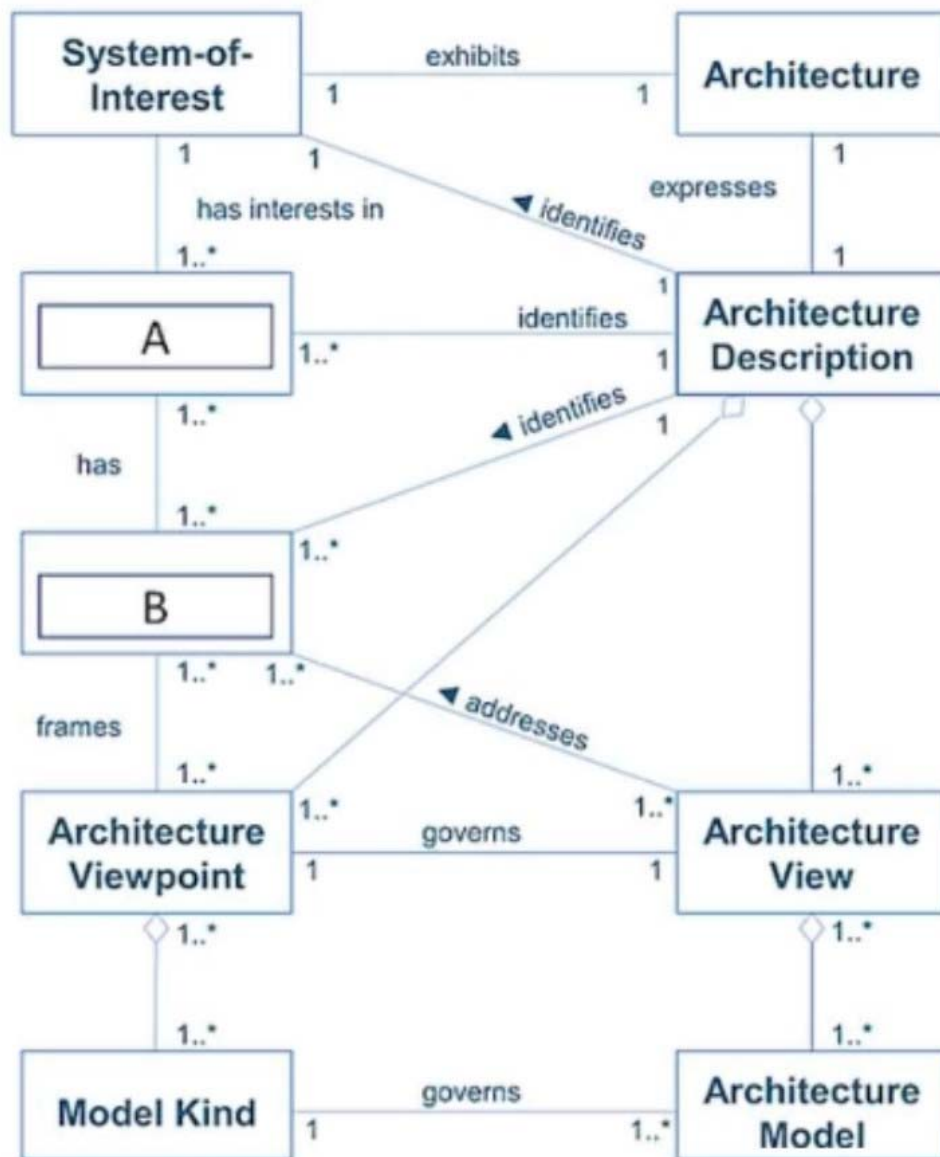 System-of-
Interest
exhibits
1
1
Architecture
1
1
has interests in
1..*
identifies
expresses
1
1
A
1..*
identifies
1
1
Architecture
Description
1..*
has
1..*
identifies
1
1..*
B
1..*
1..*
frames
1..*
addresses
1..*
1..*
1..*
Architecture
Viewpoint
governs
1
1
Architecture
View
1..*
1..*
1..*
1..*
Model Kind
governs
1
1..*
Architecture
Model